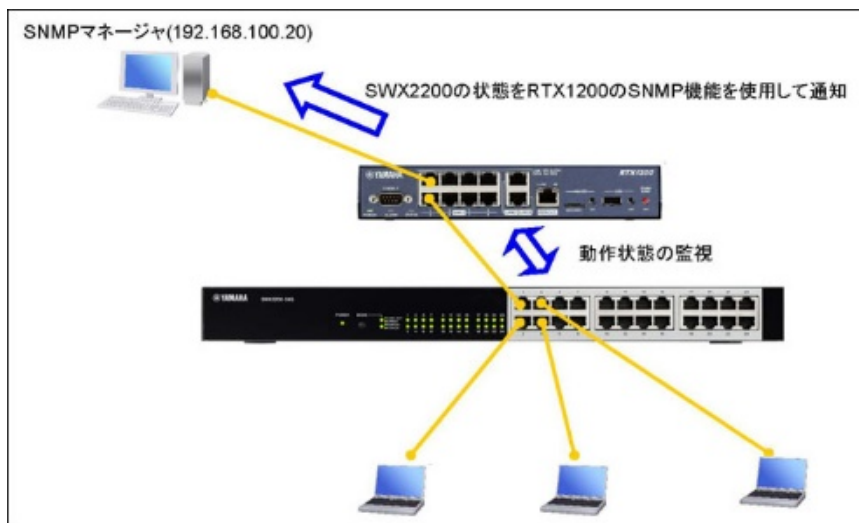 SNMPマネージャ(192.168.100.20)
SWX2200の状態をRTX1200のSNMP機能を使用して通知
YAMAHA
RTX1200
動作状態の監視
YAMAHA